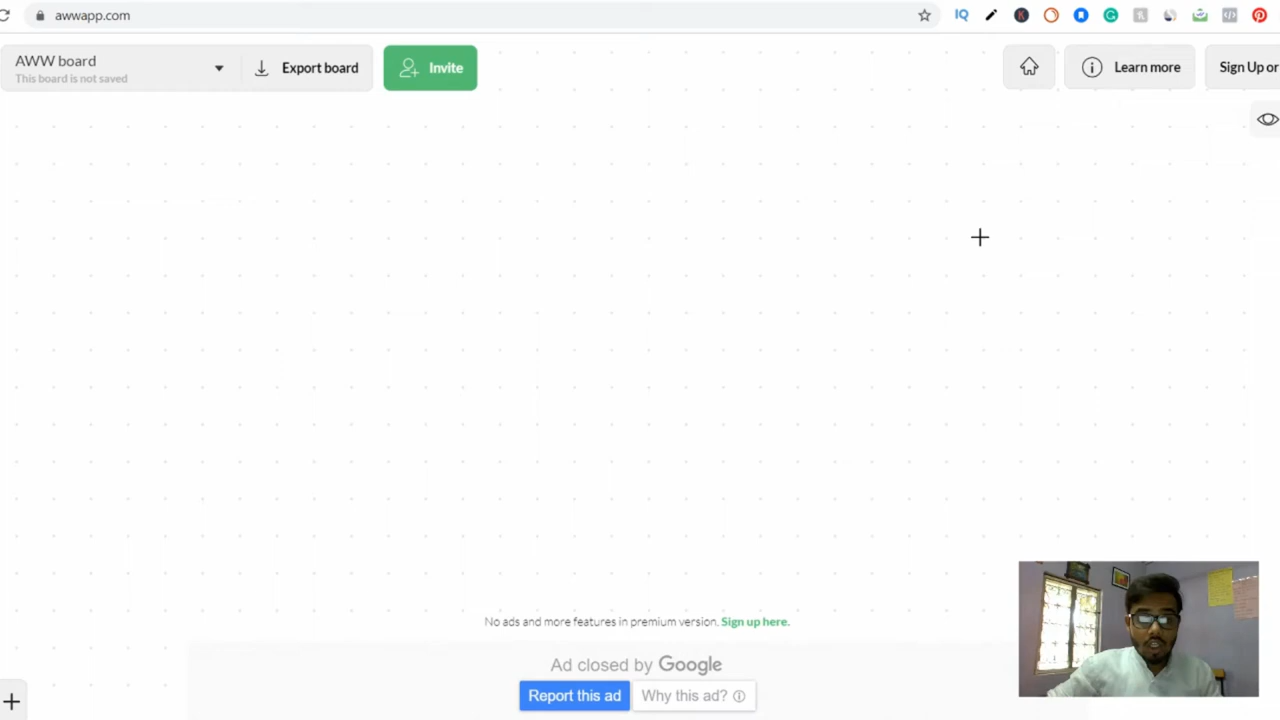 awwapp.com
IQ
AWW board
This board is not saved
Export board
Invite
Learn more
Sign Up or
No ads and more features in premium version. Sign up here.
Ad closed by Google
Report this ad
Why this ad?